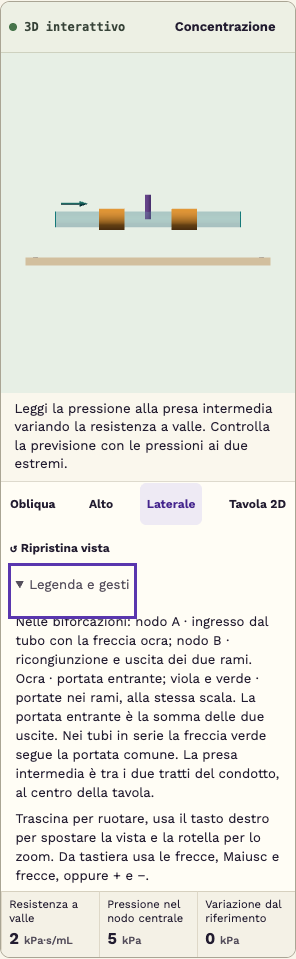 3D interattivo
Concentrazione
Leggi la pressione alla presa intermedia
variando la resistenza a valle. Controlla
la previsione con le pressioni ai due
estremi.
Obliqua
Alto
Laterale
Tavola 2D
↺ Ripristina vista
▼ Legenda e gesti
Nelle biforcazioni: nodo A · ingresso dal
tubo con la freccia ocra; nodo B ·
ricongiunzione e uscita dei due rami.
Ocra · portata entrante; viola e verde ·
portate nei rami, alla stessa scala. La
portata entrante è la somma delle due
uscite. Nei tubi in serie la freccia verde
segue la portata comune. La presa
intermedia è tra i due tratti del condotto,
al centro della tavola.
Trascina per ruotare, usa il tasto destro
per spostare la vista e la rotella per lo
zoom. Da tastiera usa le frecce, Maiusc e
frecce, oppure + e −.
Resistenza a
valle
2 kPa·s/mL
Pressione nel
nodo centrale
5 kPa
Variazione dal
riferimento
0 kPa